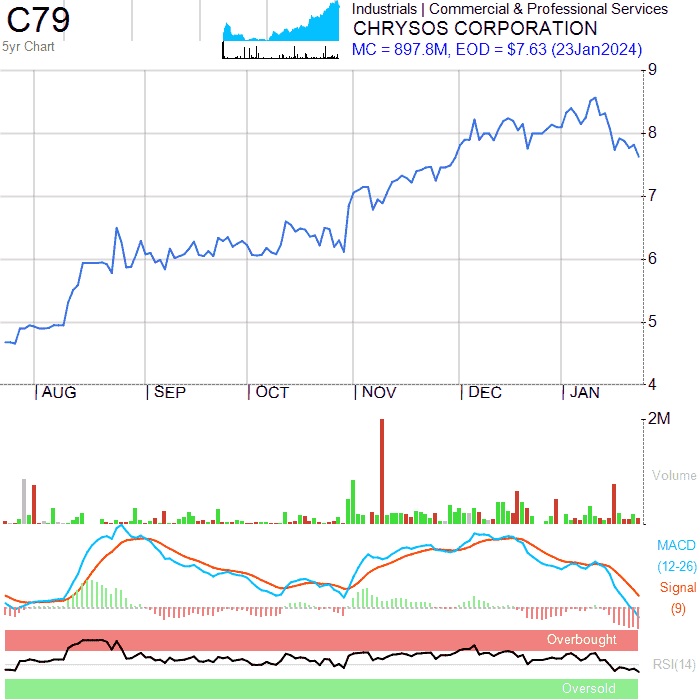 C79
5yr Chart
Industrials | Commercial & Professional Services
CHRYSOS CORPORATION
MC = 897.8M, EOD = $7.63 (23Jan2024)
9
8
7
6
5
4
AUG SEP OCT NOV DEC JAN
2M
Volume
MACD
(12-26)
Signal
(9)
Overbought
RSI(14)
Oversold